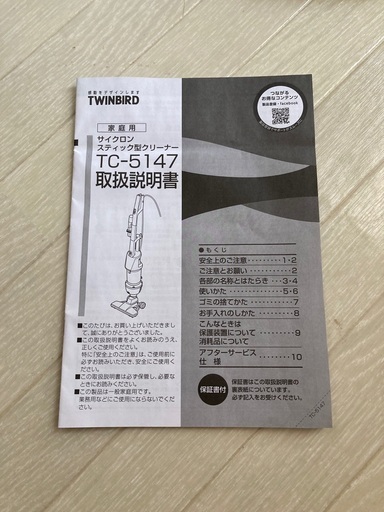 感動をデザインします
TWINBIRD
家庭用
サイクロン
スティック型クリーナー
TC-5147
取扱説明書
■このたびは、お買い上げいただきまして、誠にありがとうございました。
■この取扱説明書をよくお読みのうえ、正しくご使用ください。
特に「安全上のご注意」は、ご使用前に必ずお読みいただき、安全にご使用ください。
■この取扱説明書は必ず保管し、必要なときにお読みください。
■この製品は一般家庭用です。
業務用などにご使用にならないでください。
つながる
お得なコンテンツ
製品登録・facebook
●もくじ
安全上のご注意・・・・・・・・・1・2
ご注意とお願い・・・・・・・・・・・2
各部の名称とはたらき・・・3・4
使いかた・・・・・・・・・・・・・・5・6
ゴミの捨てかた・・・・・・・・・・・7
お手入れのしかた・・・・・・・・・8
こんなときは
保護装置について・・・・・・・・・9
消耗品について
アフターサービス・・・・・・・・・10
仕様
保証書付
保証書はこの取扱説明書の
裏表紙についています。
必ず記入をお受けください。
TC-5147